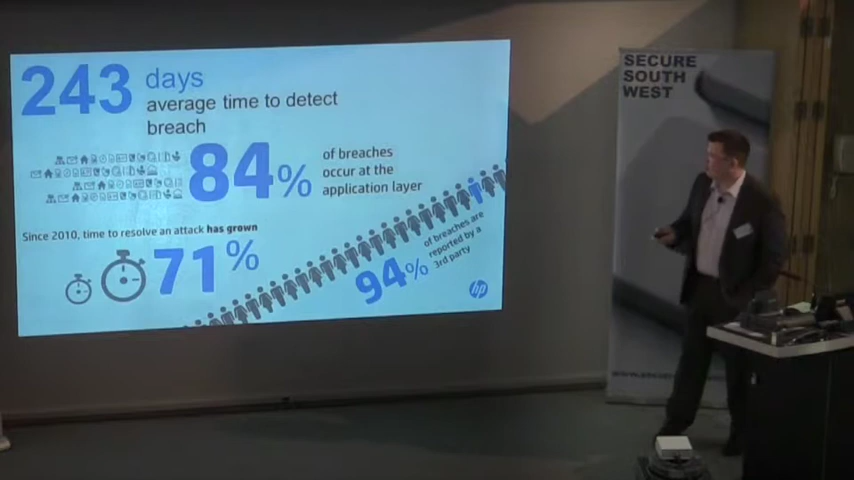 243 days
average time to detect
breach
84%
of breaches
occur at the
application layer
Since 2010, time to resolve an attack has grown
71%
94%
of breaches are
reported by a
3rd party
hp
SECURE
SOUTH
WEST